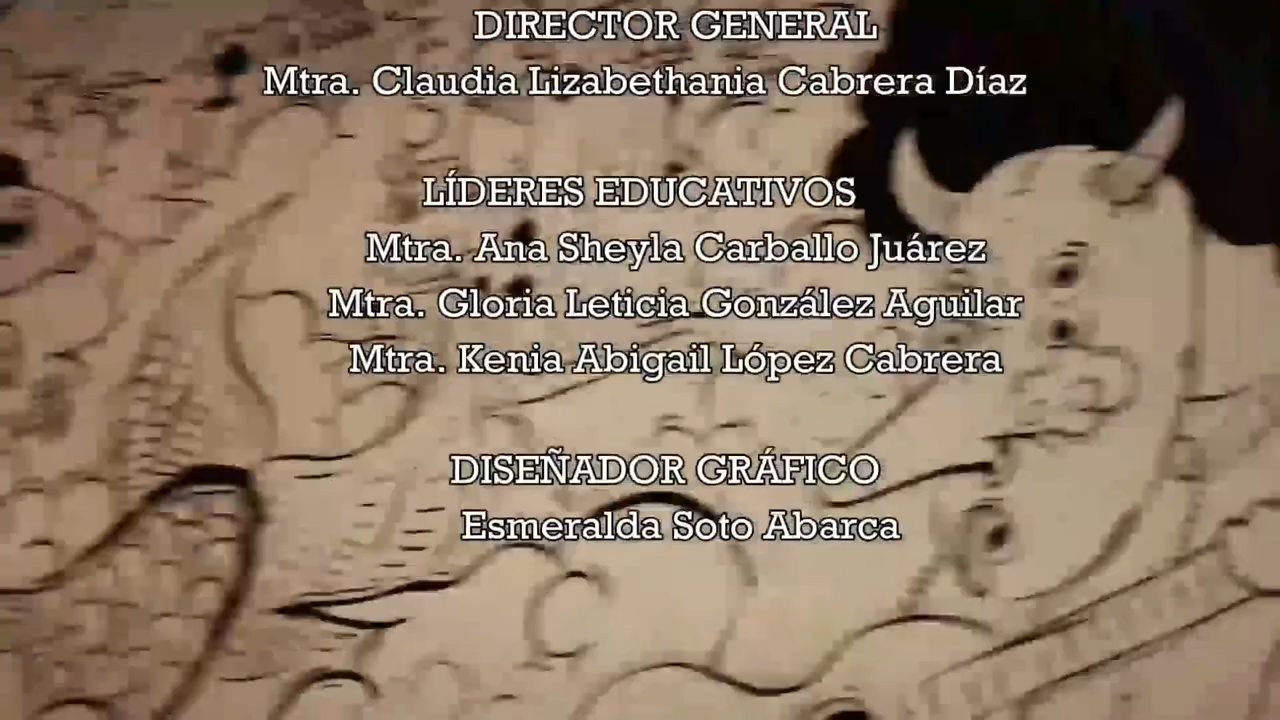 DIRECTOR GENERAL
Mtra. Claudia Lizabethania Cabrera Díaz
LÍDERES EDUCATIVOS
Mtra. Ana Sheyla Carballo Juárez
Mtra. Gloria Leticia González Aguilar
Mtra. Kenia Abigail López Cabrera
DISEÑADOR GRÁFICO
Esmeralda Soto Abarca